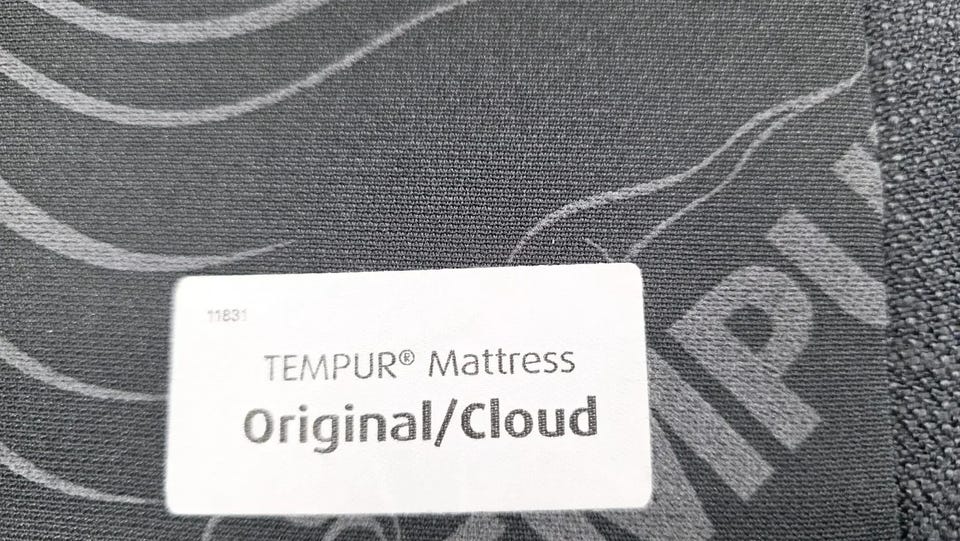 11831
TEMPUR® Mattress
Original/Cloud